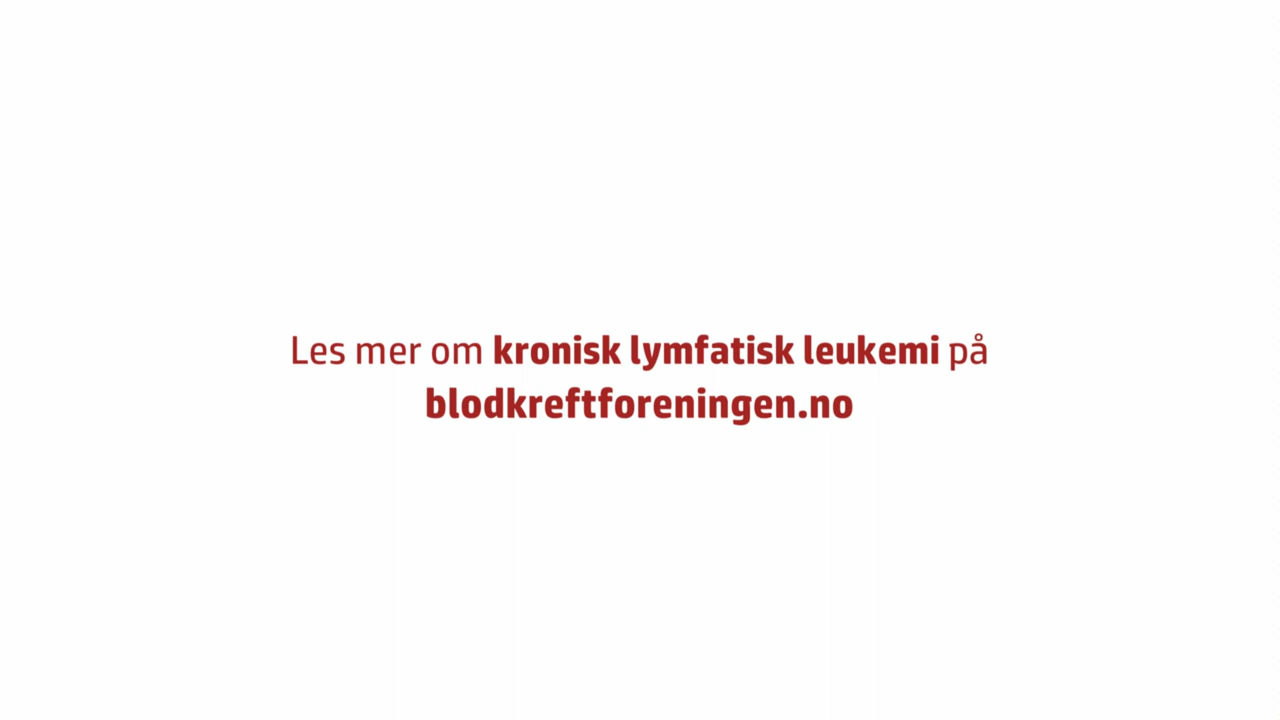 Les mer om kronisk lymfatisk leukemi på
blodkreftforeningen.no